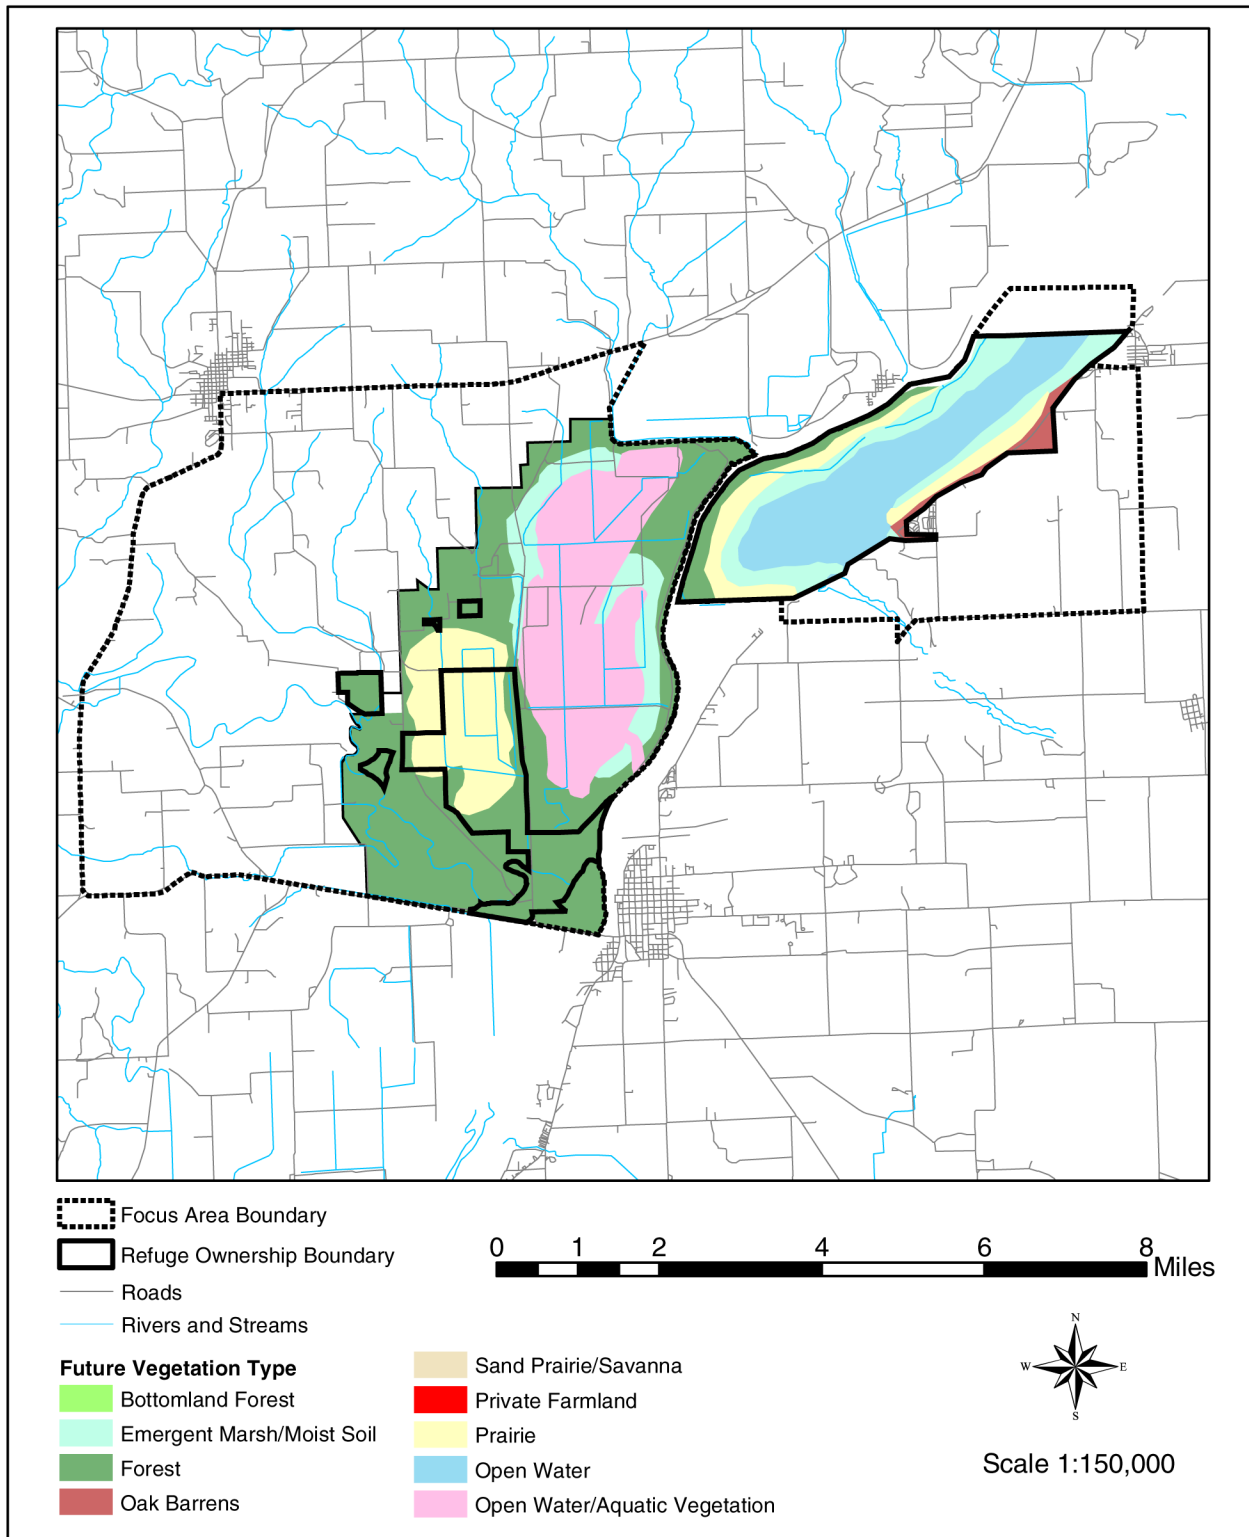 Focus Area Boundary
Refuge Ownership Boundary
Roads
Rivers and Streams
0 1 2 4 6 8 Miles
Future Vegetation Type
Bottomland Forest
Emergent Marsh/Moist Soil
Forest
Oak Barrens
Sand Prairie/Savanna
Private Farmland
Prairie
Open Water
Open Water/Aquatic Vegetation
N
W E
S
Scale 1:150,000